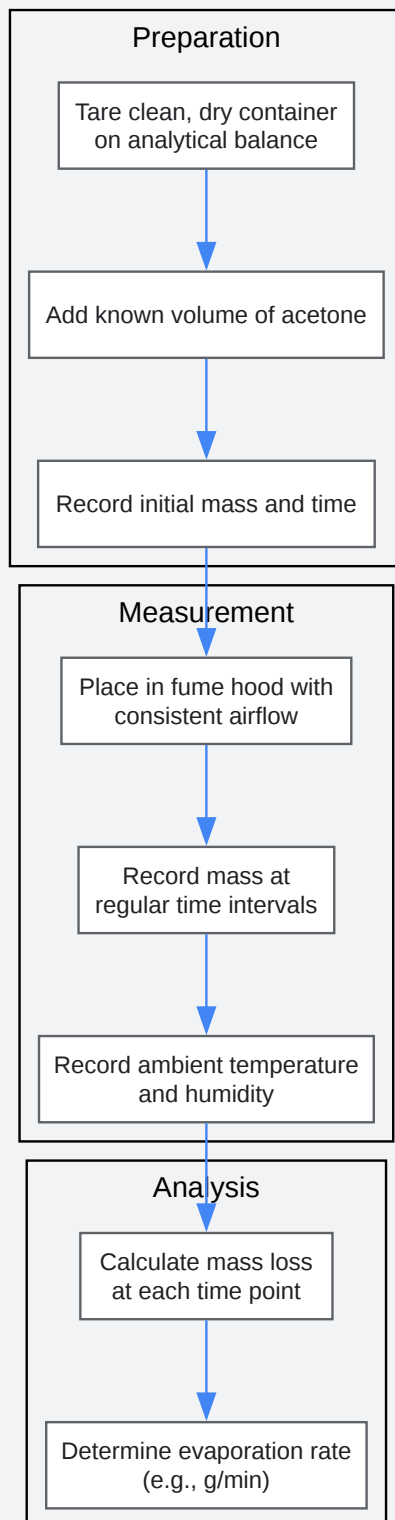 Preparation
Tare clean, dry container
on analytical balance
Add known volume of acetone
Record initial mass and time
Measurement
Place in fume hood with
consistent airflow
Record mass at
regular time intervals
Record ambient temperature
and humidity
Analysis
Calculate mass loss
at each time point
Determine evaporation rate
(e.g., g/min)